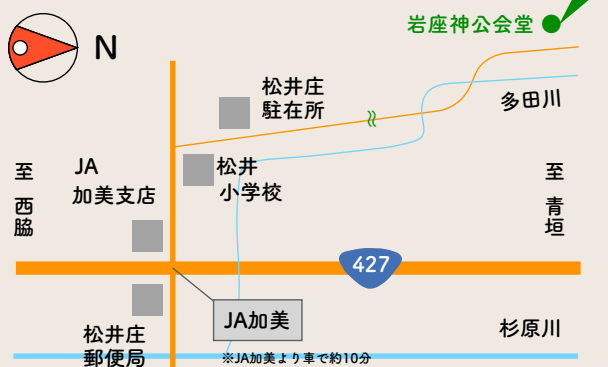 岩座神公会堂
N
松井庄
駐在所
多田川
JA
加美支店
松井
小学校
至 西脇
至 青垣
427
JA加美
杉原川
松井庄
郵便局
※JA加美より車で約10分